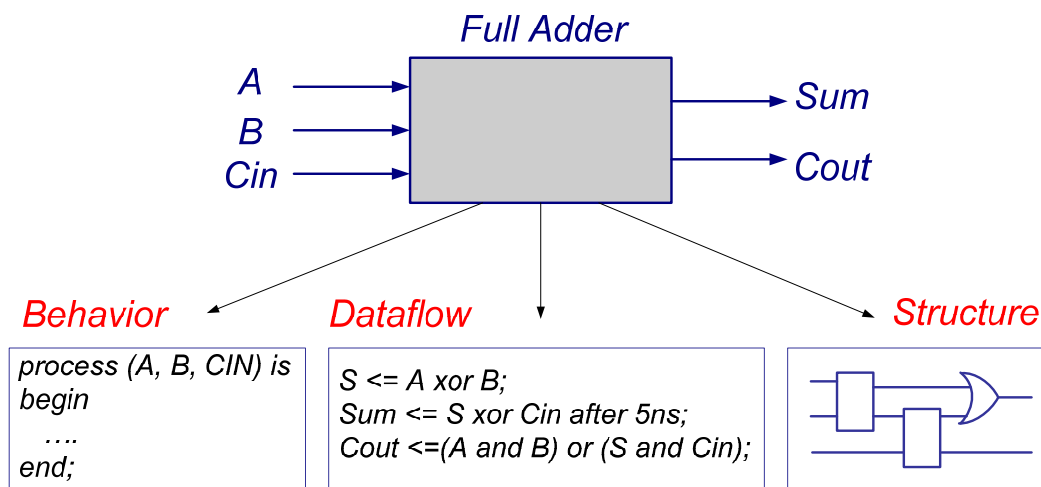 Full Adder
A
B
Cin
Sum
Cout
Behavior
process (A, B, CIN) is
begin
....
end;
Dataflow
S <= A xor B;
Sum <= S xor Cin after 5ns;
Cout <=(A and B) or (S and Cin);
Structure